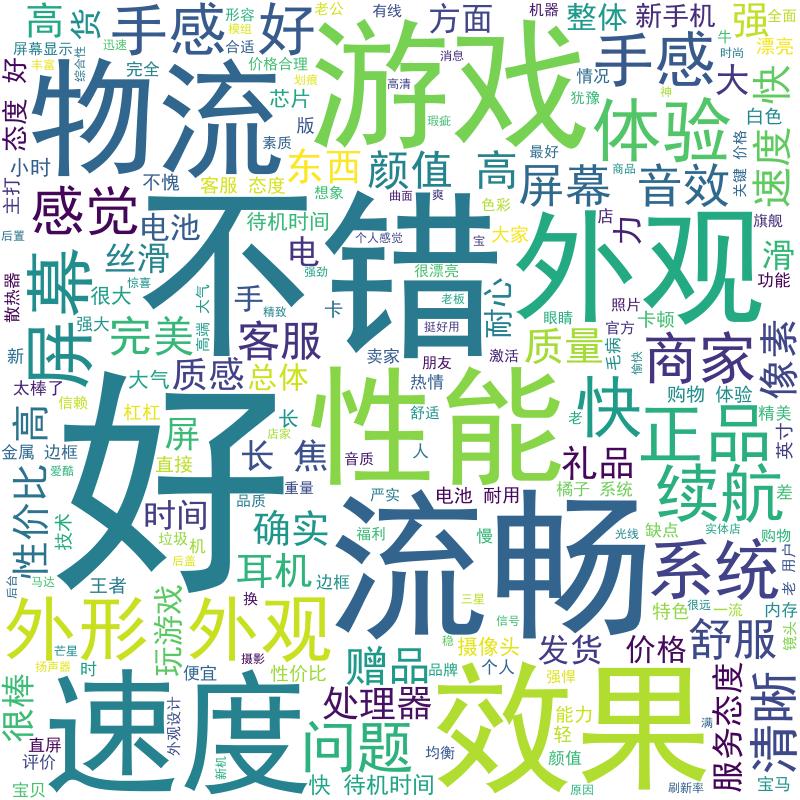 高
货
手感
好
形容
模组
合适
迅速
老公
有线
方面
机器
整体
新手机
强
全面
屏幕显示
丰富
综合性
完全
价格合理
划痕
消息
高清
情况
犹豫
牛
时尚
漂亮
态度
好
物流
游戏
手感
大
快
芯片
版
素质
瑕疵
神
体验
白色
速度
小时
主打
不愧
客服
态度
东西
想象
颜值
高
最好
商品
屏幕
音效
关键
价格
感觉
电池
待机时间
曲面
爽
色彩
店
力
旗舰
后置
丝滑
电
个人感觉
宝
大家
滑
功能
散热器
屏幕
惊喜
很大
大气
手
强劲
很漂亮
不错
外观
眼睛
照片
耐心
强大
高端
精致
卡
老板
挺好用
官方
卡顿
新
完美
客服
卖家
朋友
激活
质量
毛病
愉快
商家
像素
太棒了
大气
质感
总体
热情
购物
体验
信赖
杠杠
长
舒适
性能
老
快
精美
高
店家
金属
边框
屏
直接
长
焦
音质
人
礼品
正品
英寸
爱酷
好
品质
重量
严实
电池
耐用
橘子
系统
续航
差
性价比
技术
时间
垃圾
机
后盖
确实
福利
慢
流畅
光线
缺点
实体店
购物
用户
老
后台
马达
王者
耳机
边框
系统
外形
玩游戏
外观
换
三星
信号
特色
很远
一流
内存
镜头
芒星
扬声器
时
便宜
摄影
性价比
赠品
品牌
稳
摄像头
个人
发货
价格
舒服
很棒
速度
外观设计
处理器
强悍
效果
能力
轻
满
服务态度
清晰
直屏
评价
新机
问题
均衡
颜值
宝贝
快
待机时间
原因
刷新率
宝马